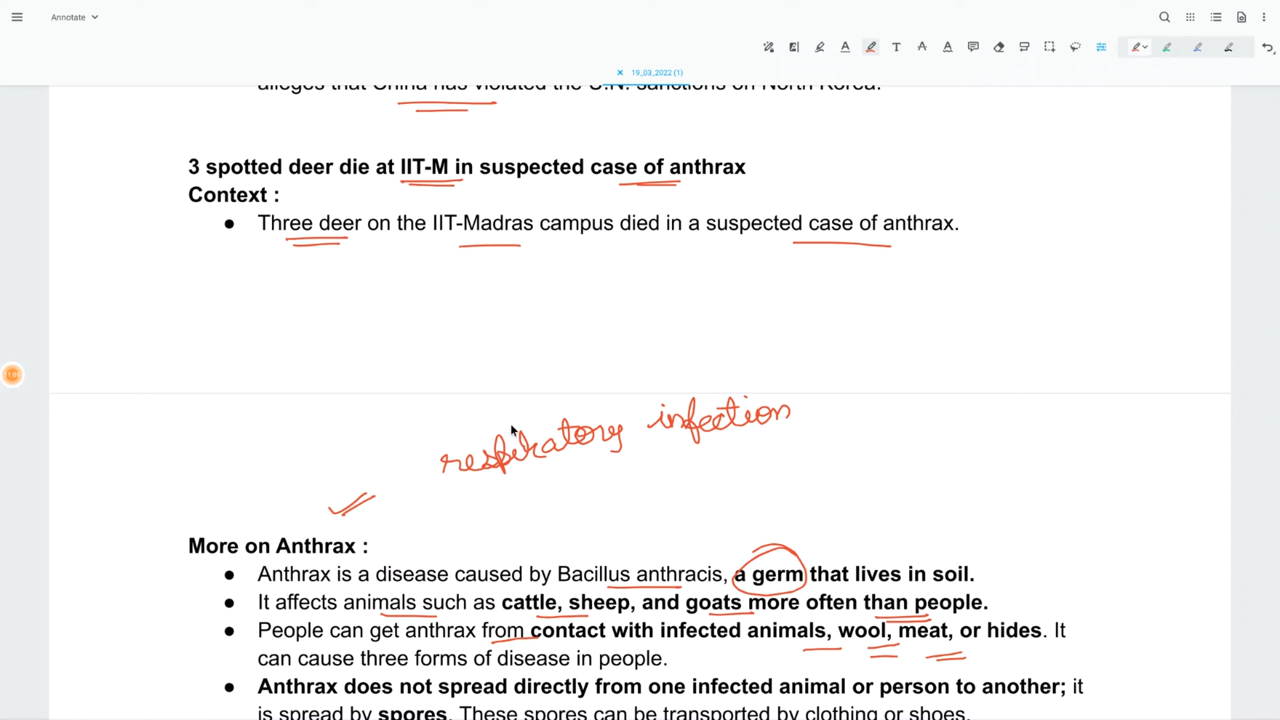 Annotate
19_03_2022 (1)
alleges that China has violated the U.N. sanctions on North Korea.
3 spotted deer die at IIT-M in suspected case of anthrax
Context :
● Three deer on the IIT-Madras campus died in a suspected case of anthrax.
respiratory infection
More on Anthrax :
● Anthrax is a disease caused by Bacillus anthracis, a germ that lives in soil.
● It affects animals such as cattle, sheep, and goats more often than people.
● People can get anthrax from contact with infected animals, wool, meat, or hides. It
can cause three forms of disease in people.
● Anthrax does not spread directly from one infected animal or person to another; it
is spread by spores. These spores can be transported by clothing or shoes.